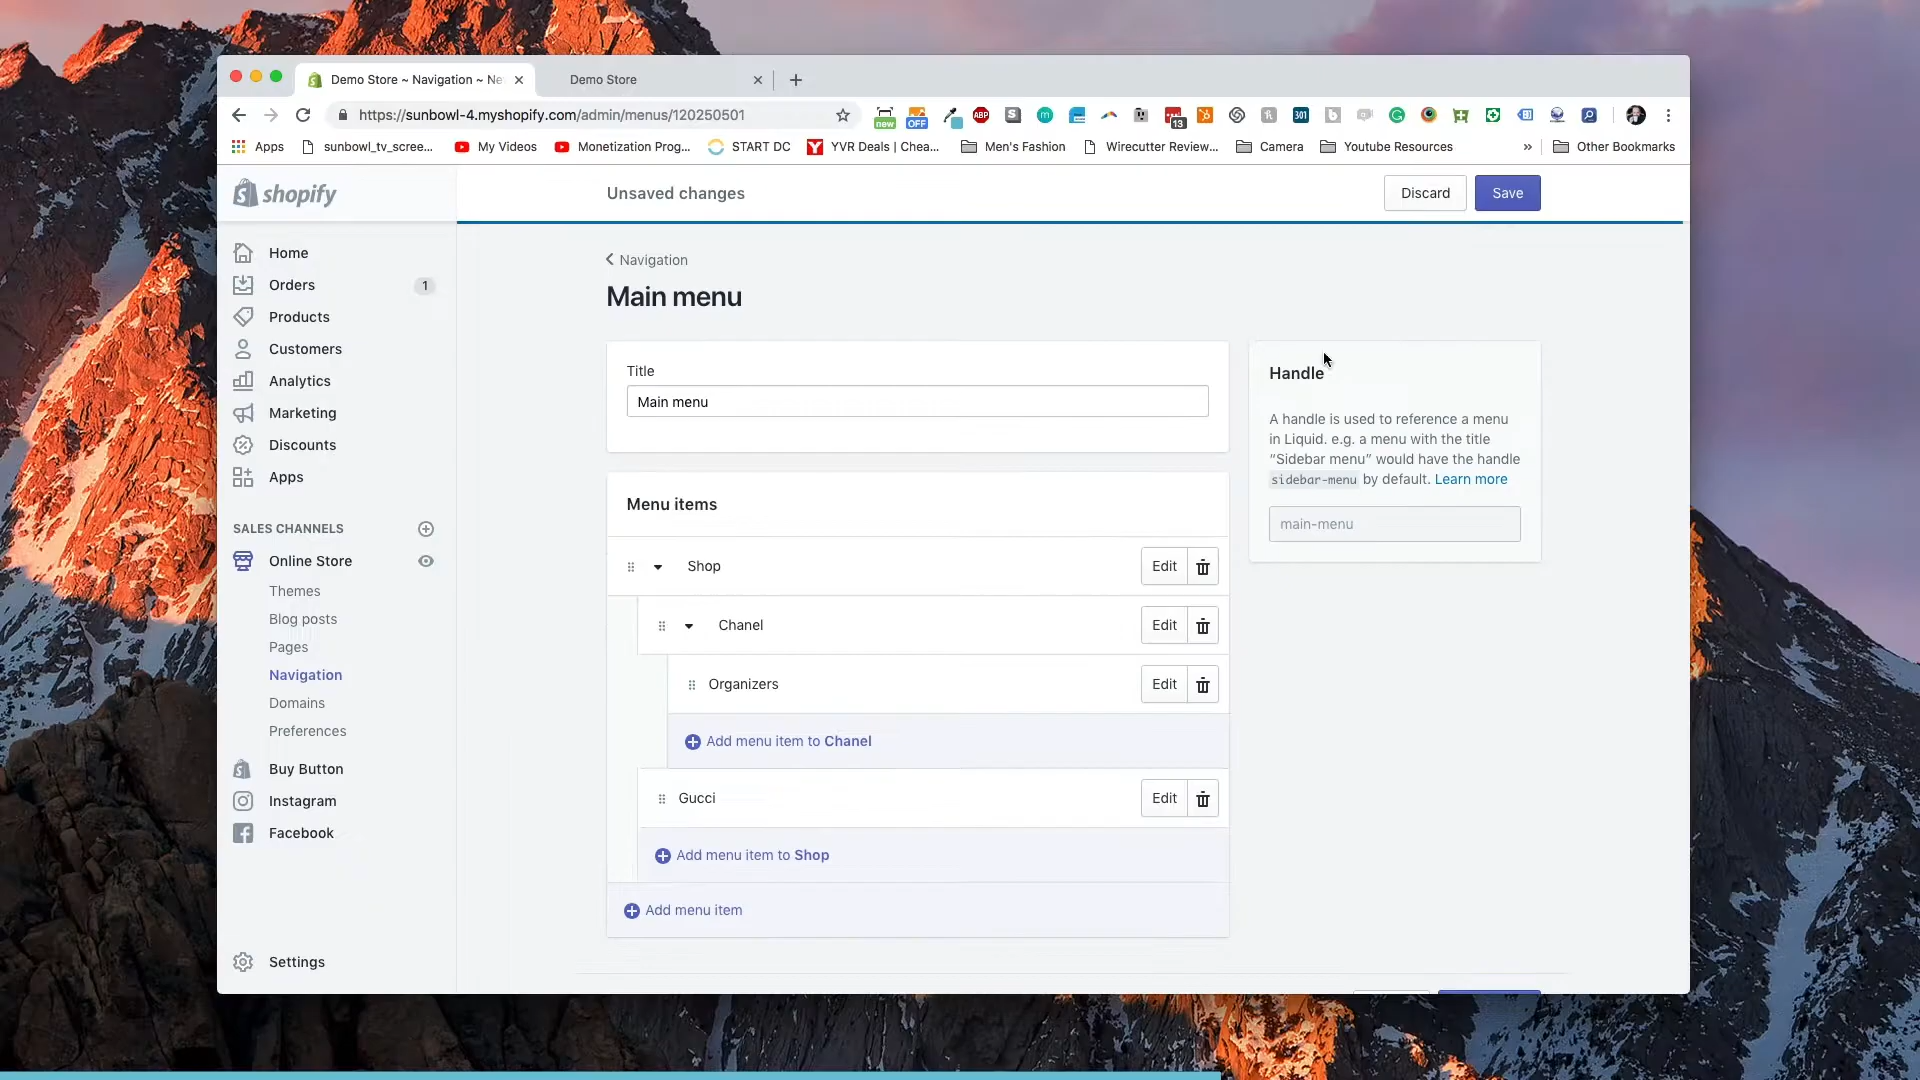 Demo Store ~ Navigation ~ Ne
Demo Store
https://sunbowl-4.myshopify.com/admin/menus/120250501
new
OFF
ABP
13
301
Apps
sunbowl_tv_scree...
My Videos
Monetization Prog...
START DC
YVR Deals | Chea...
Men's Fashion
Wirecutter Review...
Camera
Youtube Resources
»
Other Bookmarks
shopify
Unsaved changes
Discard
Save
Home
Orders
1
Products
Customers
Analytics
Marketing
Discounts
Apps
SALES CHANNELS
Online Store
Themes
Blog posts
Pages
Navigation
Domains
Preferences
Buy Button
Instagram
Facebook
Settings
Navigation
Main menu
Title
Main menu
Menu items
Shop
Edit
Chanel
Edit
Organizers
Edit
Add menu item to Chanel
Gucci
Edit
Add menu item to Shop
Add menu item
Handle
A handle is used to reference a menu
in Liquid. e.g. a menu with the title
“Sidebar menu” would have the handle
sidebar-menu by default. Learn more
main-menu